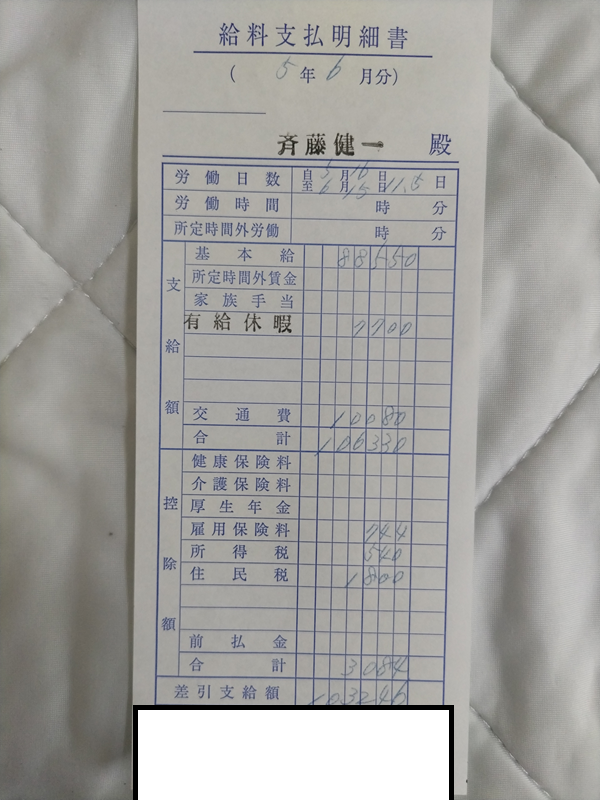 給料支払明細書
( 5年 6月分)
斉藤健一 殿
労働日数 自 5月16日 至 6月15日 11.5日
労働時間 時 分
所定時間外労働 時 分
支給額
基本給 88550
所定時間外賃金
家族手当
有給休暇 7700
交通費 10080
合計 106330
控除額
健康保険料
介護保険料
厚生年金
雇用保険料 744
所得税 540
住民税 1800
前払金
合計 3084
差引支給額 103246